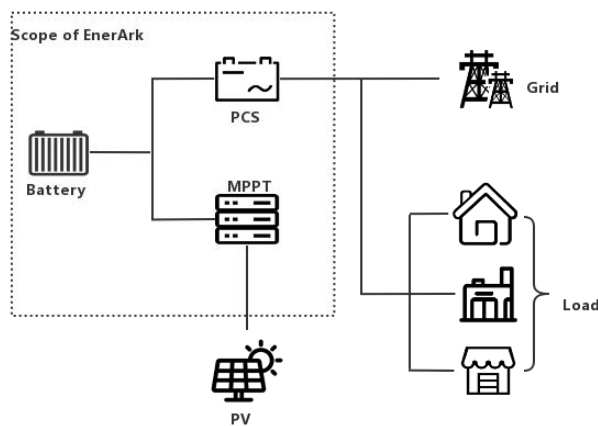 Scope of EnerArk
PCS
Grid
Battery
MPPT
Load
PV